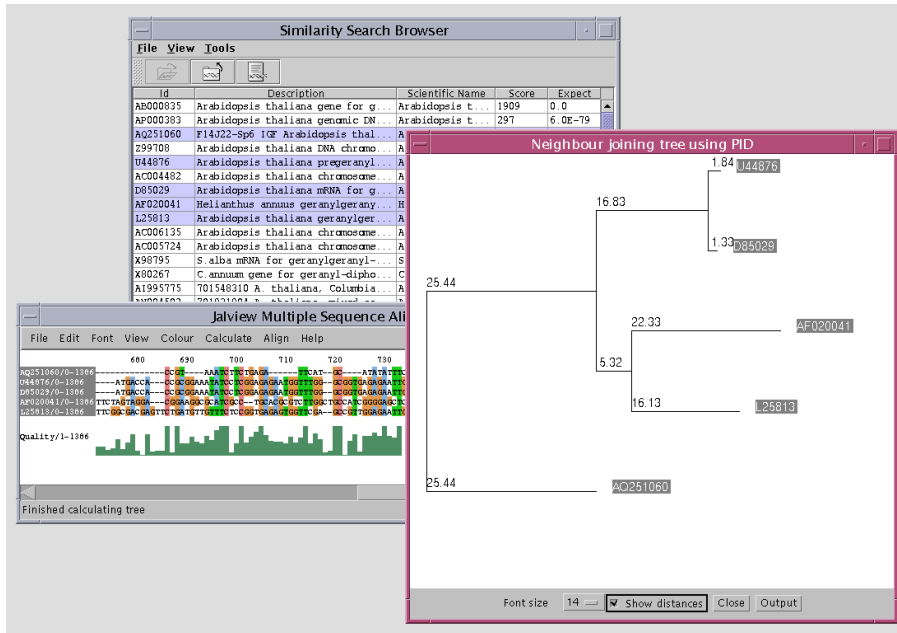 Similarity Search Browser
File View Tools
Id Description Scientific Name Score Expect
AB000835 Arabidopsis thaliana gene for g... Arabidopsis t... 1909 0.0
AP000383 Arabidopsis thaliana genomic DN... Arabidopsis t... 297 6.0E-79
AQ251060 F14J22-Sp6 IGF Arabidopsis thal... A
Z99708 Arabidopsis thaliana DNA chromo... A
U44876 Arabidopsis thaliana pregeranyl... A
AC004482 Arabidopsis thaliana chromosome... A
D85029 Arabidopsis thaliana mRNA for g... A
AF020041 Helianthus annuus geranylgerany... H
L25813 Arabidopsis thaliana geranylger... A
AC006135 Arabidopsis thaliana chromosome... A
AC005724 Arabidopsis thaliana chromosome... A
X98795 S.alba mRNA for geranylgeranyl-... S
X80267 C.annuum gene for geranyl-dipho... C
AI995775 701548310 A. thaliana, Columbia... A
Neighbour joining tree using PID
1.84 U44876
16.83
1.33 D85029
25.44
22.33 AF020041
5.32
16.13 L25813
25.44 AQ251060
Font size 14 Show distances Close Output
Jalview Multiple Sequence Ali
File Edit Font View Colour Calculate Align Help
680 690 700 710 720 730
AQ251060/0-1386
U44876/0-1386
D85029/0-1386
AF020041/0-1386
L25813/0-1386
Quality/1-1386
Finished calculating tree